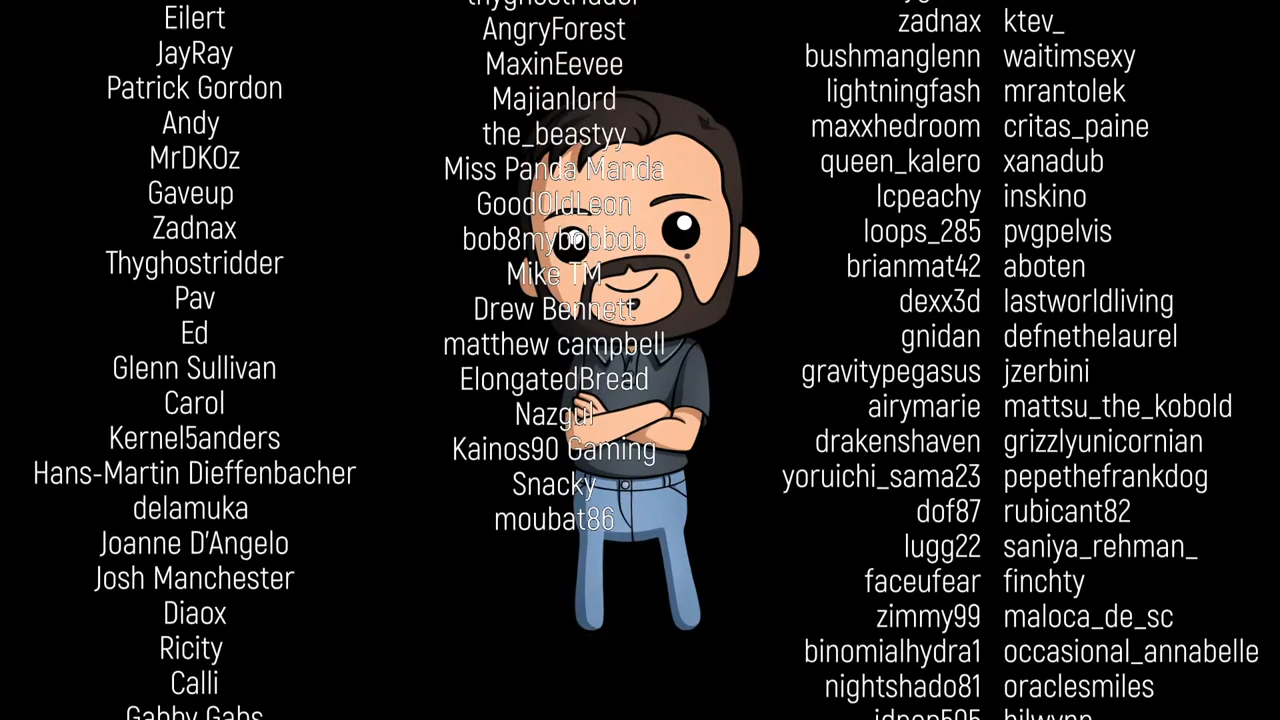 Eilert
JayRay
Patrick Gordon
Andy
MrDKOz
Gaveup
Zadnax
Thyghostridder
Pav
Ed
Glenn Sullivan
Carol
Kernel5anders
Hans-Martin Dieffenbacher
delamuka
Joanne D'Angelo
Josh Manchester
Diaox
Ricity
Calli
Gabby Gabs
thyghostridder
AngryForest
MaxinEevee
Majianlord
the_beastyy
Miss Panda Manda
GoodOldLeon
bob8mybobbob
Mike TM
Drew Bennett
matthew campbell
ElongatedBread
Nazgul
Kainos90 Gaming
Snacky
moubat86
zadnax ktev_
bushmanglenn waitimsexy
lightningfash mrantolek
maxxhedroom critas_paine
queen_kalero xanadub
lcpeachy inskino
loops_285 pvgpelvis
brianmat42 aboten
dexx3d lastworldliving
gnidan defnethelaurel
gravitypegasus jzerbini
airymarie mattsu_the_kobold
drakenshaven grizzlyunicornian
yoruichi_sama23 pepethefrankdog
dof87 rubicant82
lugg22 saniya_rehman_
faceufear finchty
zimmy99 maloca_de_sc
binomialhydra1 occasional_annabelle
nightshado81 oraclesmiles